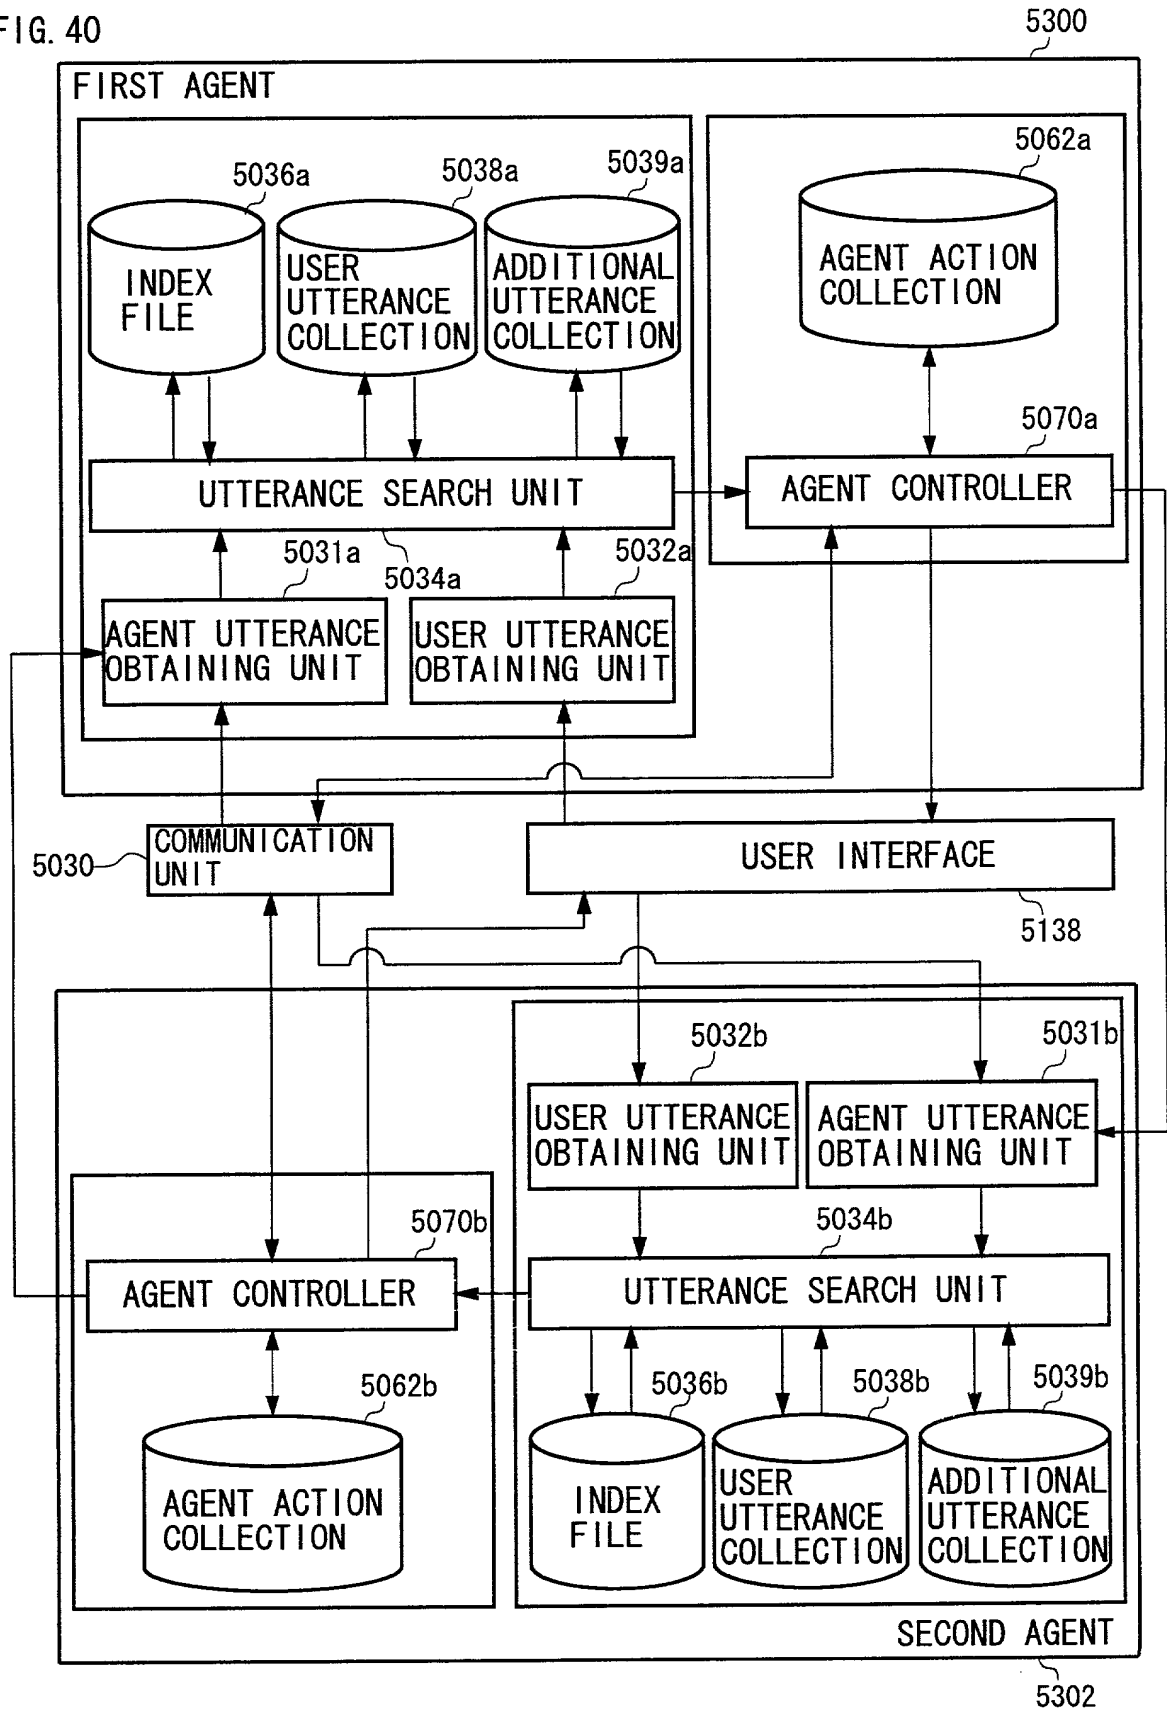 FIG. 40
5300
FIRST AGENT
5036a
5038a
5039a
5062a
INDEX
FILE
USER
UTTERANCE
COLLECTION
ADDITIONAL
UTTERANCE
COLLECTION
AGENT ACTION
COLLECTION
5070a
UTTERANCE SEARCH UNIT
AGENT CONTROLLER
5031a
5034a
5032a
AGENT UTTERANCE
OBTAINING UNIT
USER UTTERANCE
OBTAINING UNIT
5030
COMMUNICATION
UNIT
USER INTERFACE
5138
5032b
5031b
USER UTTERANCE
OBTAINING UNIT
AGENT UTTERANCE
OBTAINING UNIT
5070b
5034b
AGENT CONTROLLER
UTTERANCE SEARCH UNIT
5062b
5036b
5038b
5039b
AGENT ACTION
COLLECTION
INDEX
FILE
USER
UTTERANCE
COLLECTION
ADDITIONAL
UTTERANCE
COLLECTION
SECOND AGENT
5302